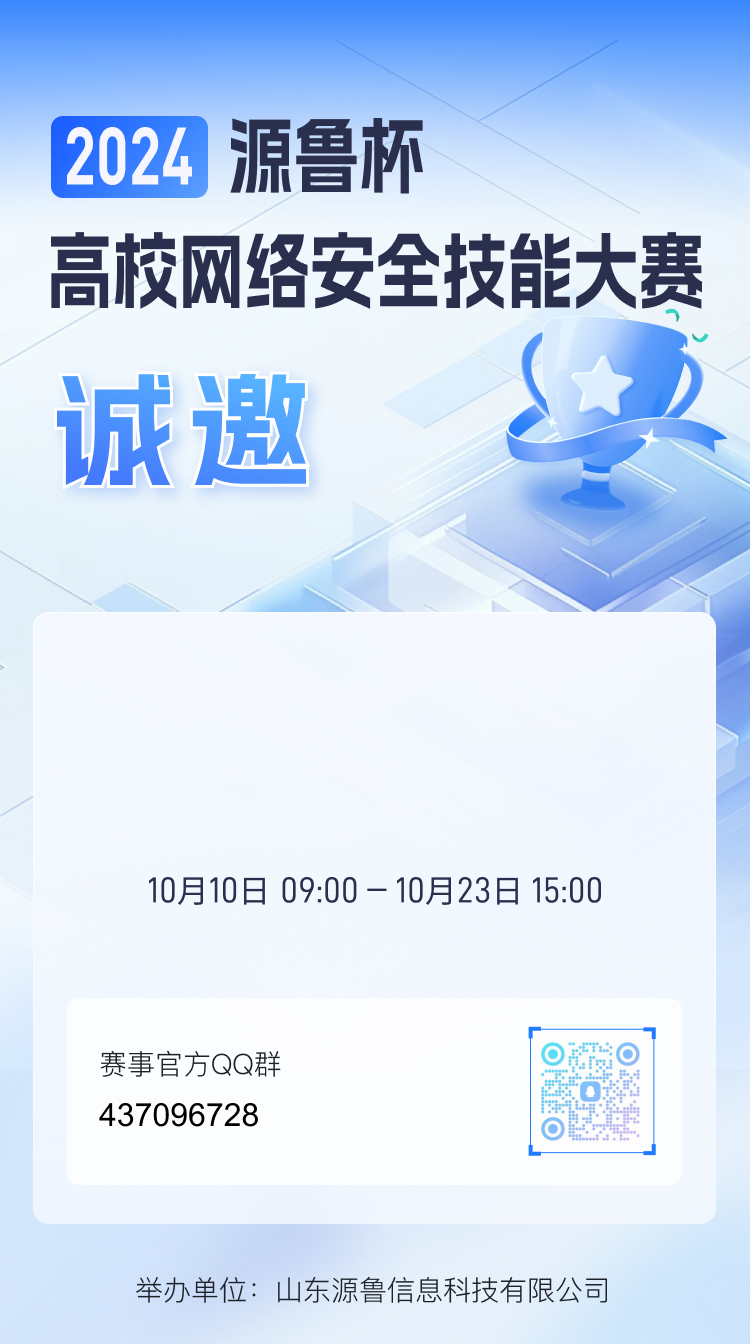 2024 源鲁杯
高校网络安全技能大赛
诚邀
10月10日 09:00 – 10月23日 15:00
赛事官方QQ群
437096728
举办单位：山东源鲁信息科技有限公司